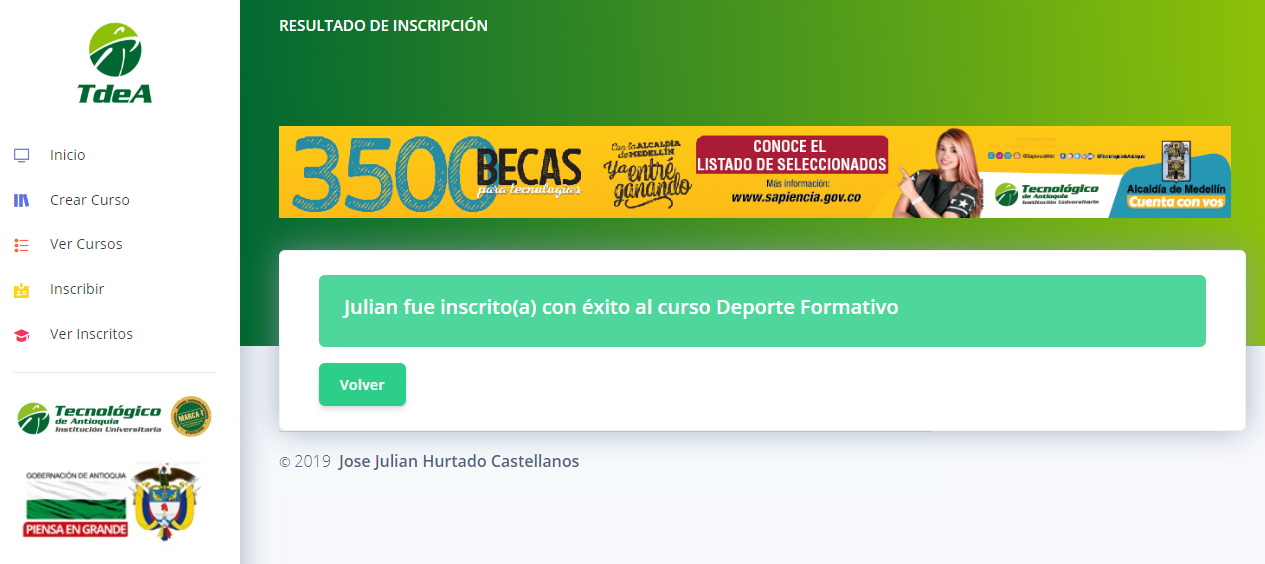 TdeA
Inicio
Crear Curso
Ver Cursos
Inscribir
Ver Inscritos
Tecnológico
de Antioquia
Institución Universitaria
MARCA T
GOBERNACIÓN DE ANTIOQUIA
PIENSA EN GRANDE
RESULTADO DE INSCRIPCIÓN
3500 BECAS
para tecnologías
Con la ALCALDÍA
de MEDELLÍN
Ya entré
ganando
CONOCE EL
LISTADO DE SELECCIONADOS
Más información:
www.sapiencia.gov.co
Tecnológico
de Antioquia
Institución Universitaria
Alcaldía de Medellín
Cuenta con vos
Julian fue inscrito(a) con éxito al curso Deporte Formativo
Volver
© 2019 Jose Julian Hurtado Castellanos